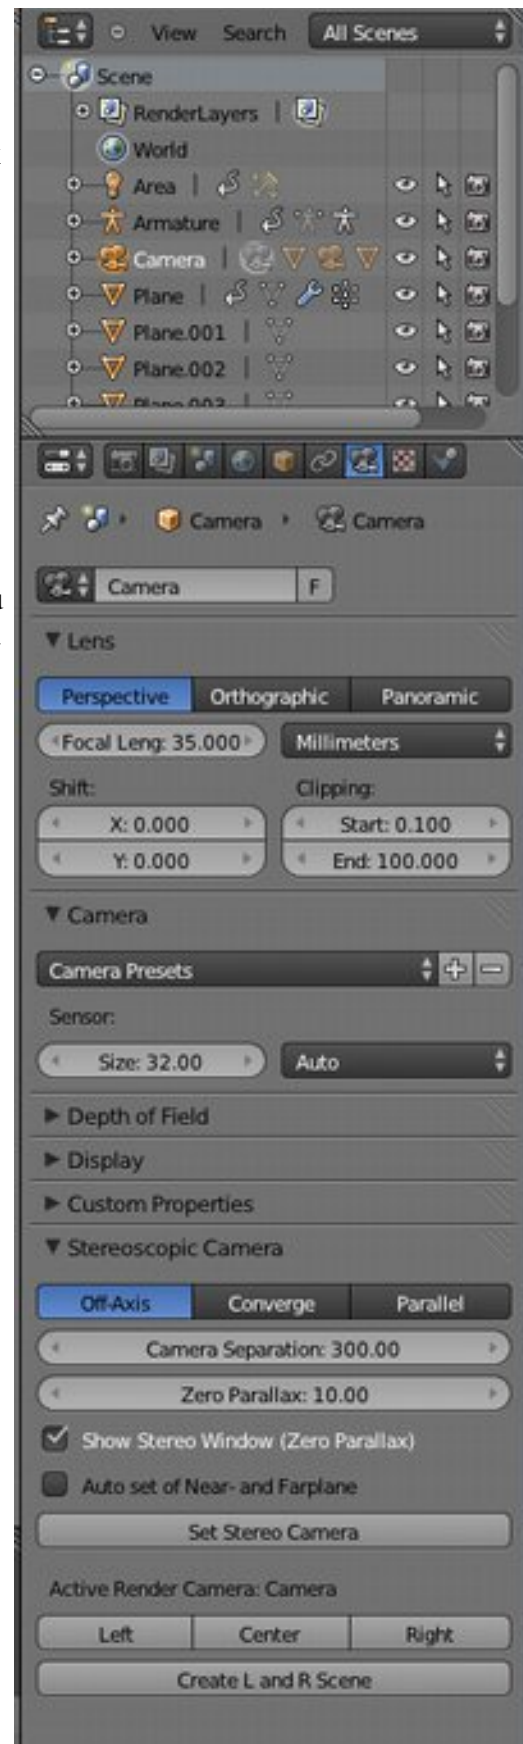 View Search All Scenes
Scene
RenderLayers |
World
Area |
Armature |
Camera |
Plane |
Plane.001 |
Plane.002 |
Plane.003 |
Camera Camera
Camera F
Lens
Perspective Orthographic Panoramic
Focal Leng: 35.000 Millimeters
Shift: Clipping:
X: 0.000 Start: 0.100
Y: 0.000 End: 100.000
Camera
Camera Presets
Sensor:
Size: 32.00 Auto
Depth of Field
Display
Custom Properties
Stereoscopic Camera
Off-Axis Converge Parallel
Camera Separation: 300.00
Zero Parallax: 10.00
Show Stereo Window (Zero Parallax)
Auto set of Near- and Farplane
Set Stereo Camera
Active Render Camera: Camera
Left Center Right
Create L and R Scene